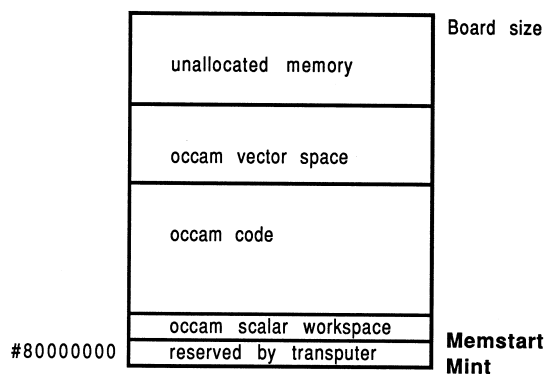 Board size
unallocated memory
occam vector space
occam code
occam scalar workspace
Memstart
#80000000
reserved by transputer
Mint